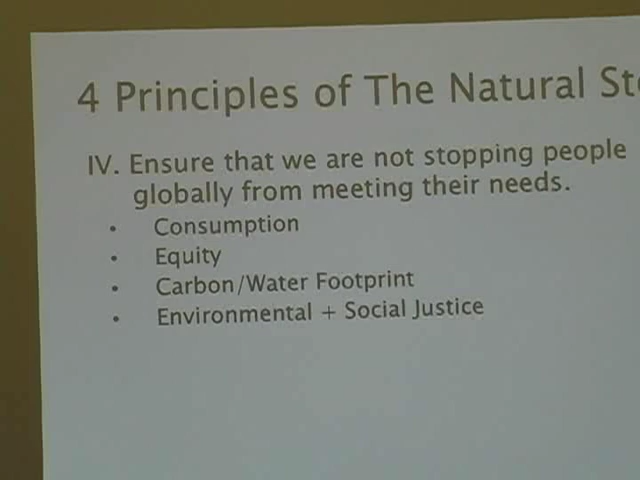 4 Principles of The Natural
IV. Ensure that we are not stopping people
globally from meeting their needs.
• Consumption
• Equity
• Carbon/Water Footprint
• Environmental + Social Justice